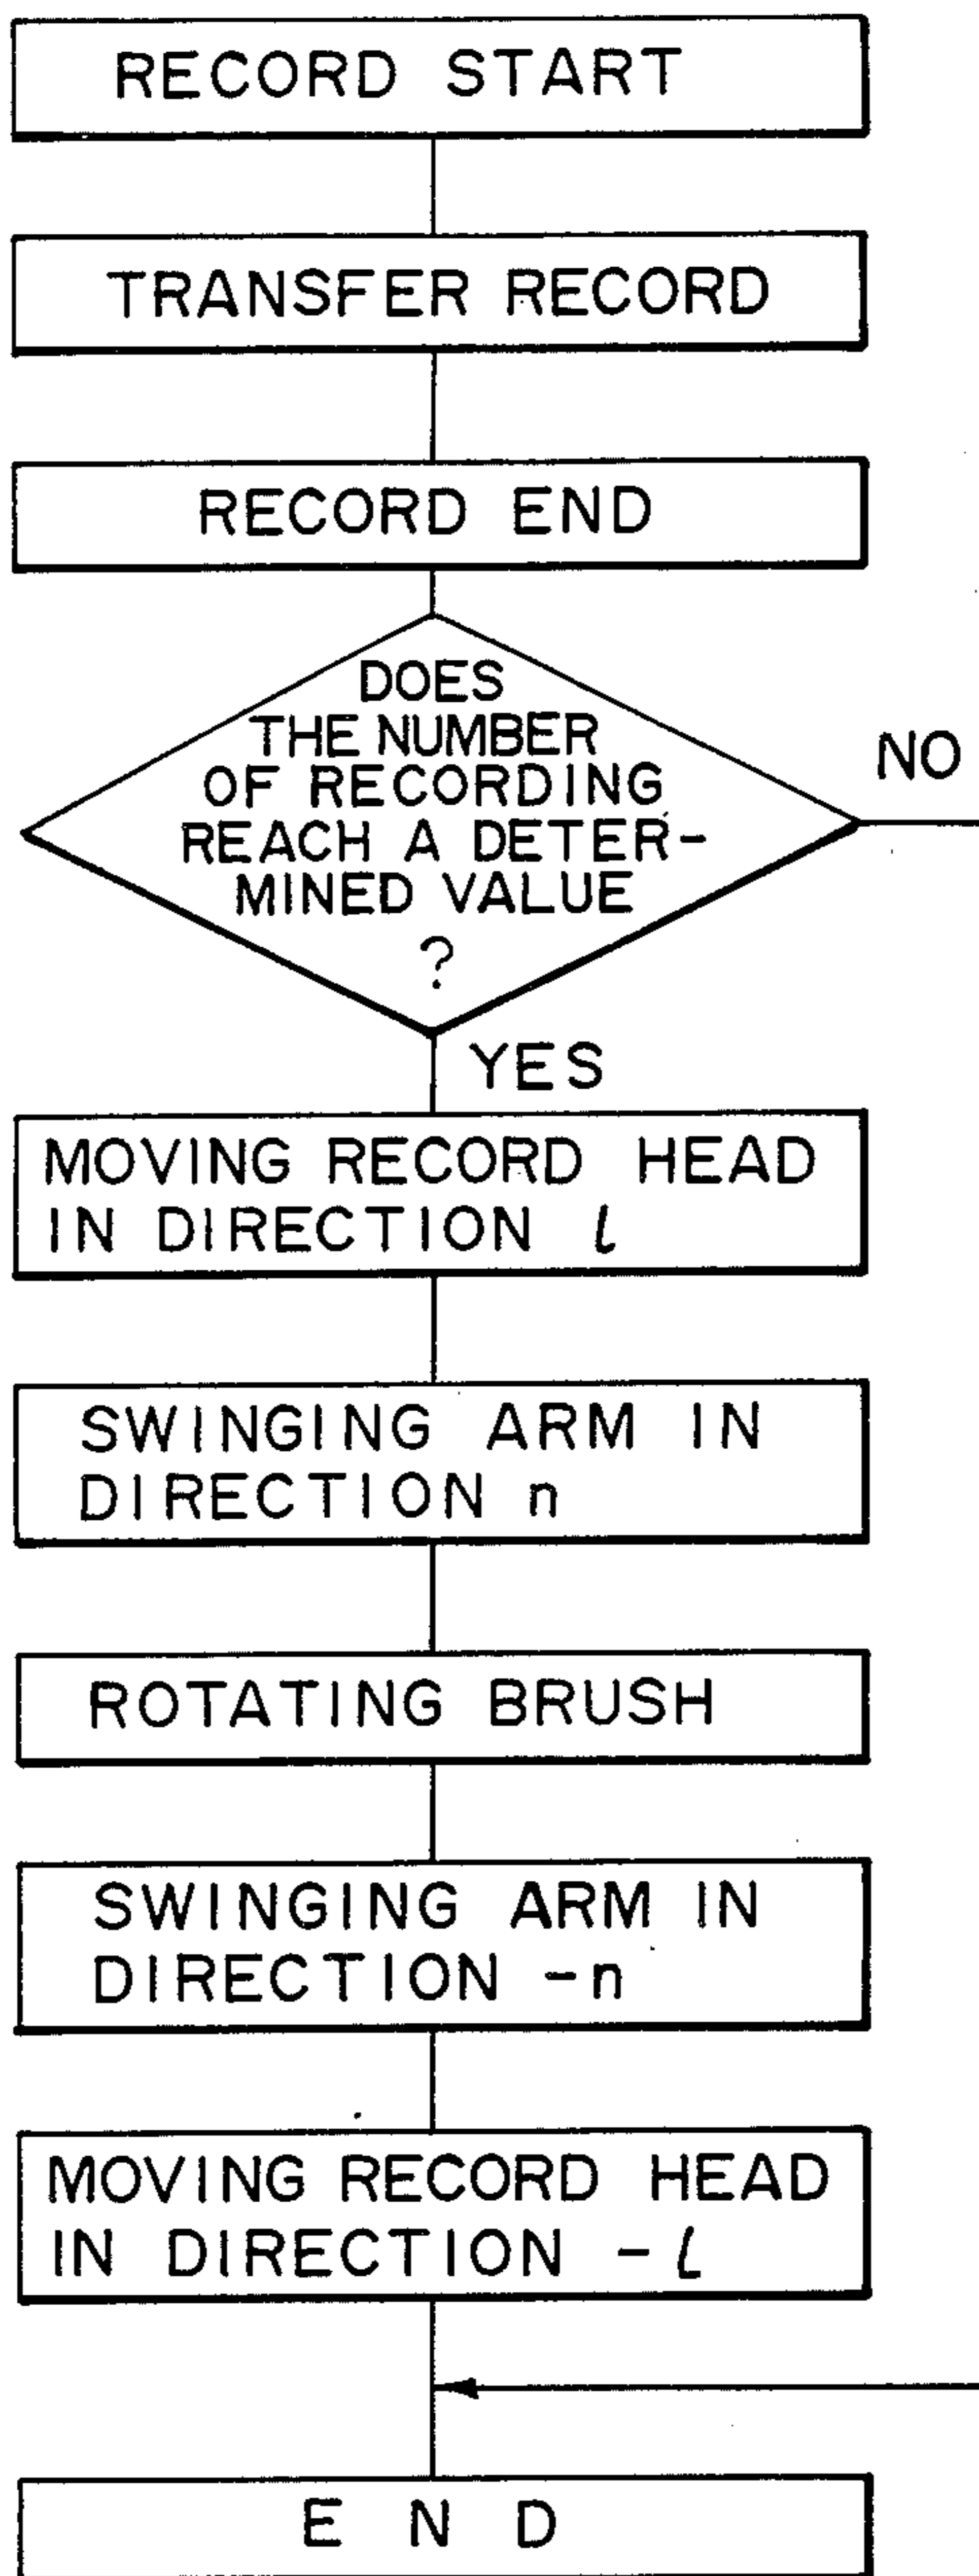 RECORD START
TRANSFER RECORD
RECORD END
DOES
THE NUMBER
OF RECORDING
REACH A DETER-
MINED VALUE
?
NO
YES
MOVING RECORD HEAD
IN DIRECTION l
SWINGING ARM IN
DIRECTION n
ROTATING BRUSH
SWINGING ARM IN
DIRECTION -n
MOVING RECORD HEAD
IN DIRECTION -l
E N D